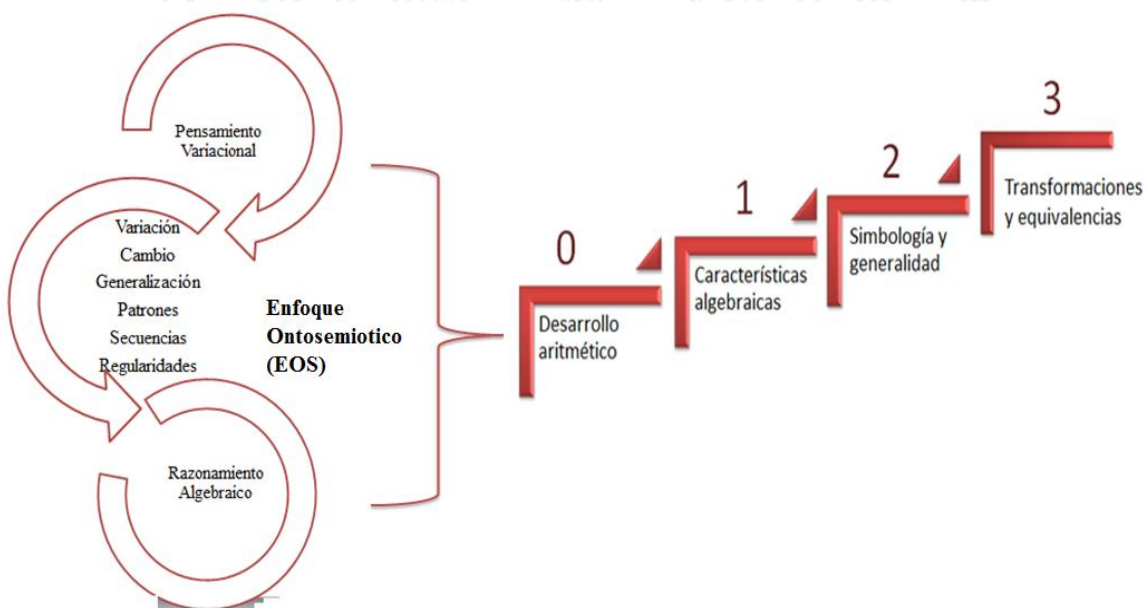 Pensamiento
Variacional
Variación
Cambio
Generalización
Patrones
Secuencias
Regularidades
Razonamiento
Algebraico
Enfoque
Ontosemiotico
(EOS)
0
Desarrollo
aritmético
1
Características
algebraicas
2
Simbología y
generalidad
3
Transformaciones
y equivalencias